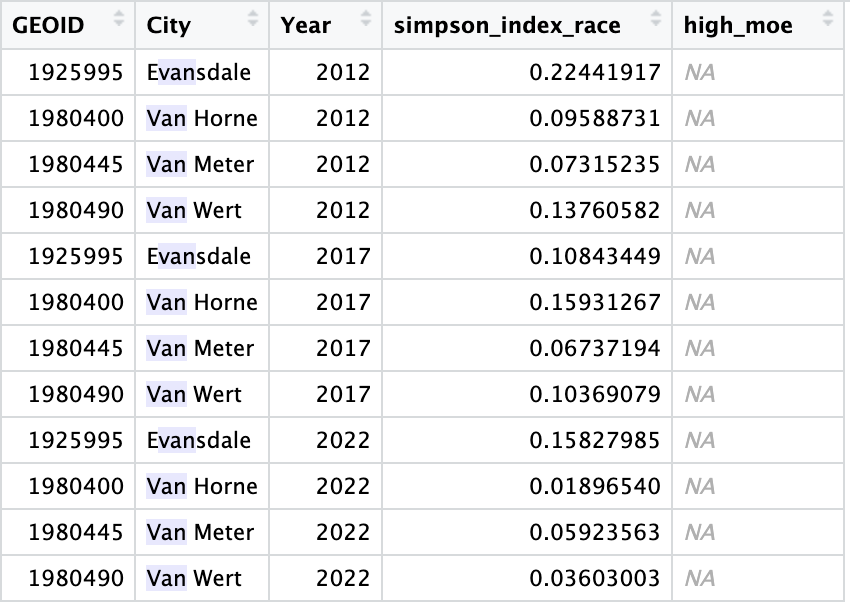 GEOID City Year simpson_index_race high_moe
1925995 Evansdale 2012 0.22441917 NA
1980400 Van Horne 2012 0.09588731 NA
1980445 Van Meter 2012 0.07315235 NA
1980490 Van Wert 2012 0.13760582 NA
1925995 Evansdale 2017 0.10843449 NA
1980400 Van Horne 2017 0.15931267 NA
1980445 Van Meter 2017 0.06737194 NA
1980490 Van Wert 2017 0.10369079 NA
1925995 Evansdale 2022 0.15827985 NA
1980400 Van Horne 2022 0.01896540 NA
1980445 Van Meter 2022 0.05923563 NA
1980490 Van Wert 2022 0.03603003 NA